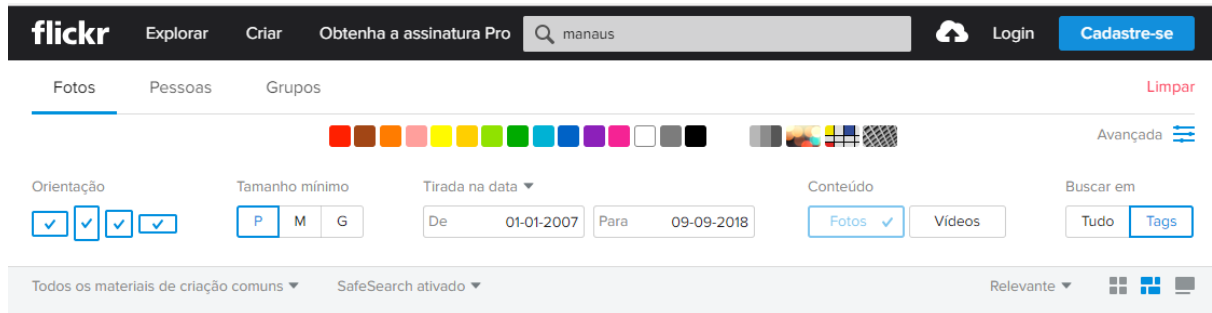 flickr Explorar Criar Obtenha a assinatura Pro manaus Login Cadastre-se
Fotos Pessoas Grupos Limpar
Avançada
Orientação Tamanho mínimo Tirada na data Conteúdo Buscar em
P M G De 01-01-2007 Para 09-09-2018 Fotos Vídeos Tudo Tags
Todos os materiais de criação comuns SafeSearch ativado Relevante